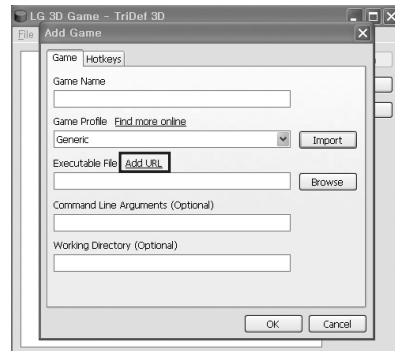 LG 3D Game - TriDef 3D
File
Add Game
Game Hotkeys
Game Name
Game Profile Find more online
Generic Import
Executable File Add URL
Browse
Command Line Arguments (Optional)
Working Directory (Optional)
OK Cancel